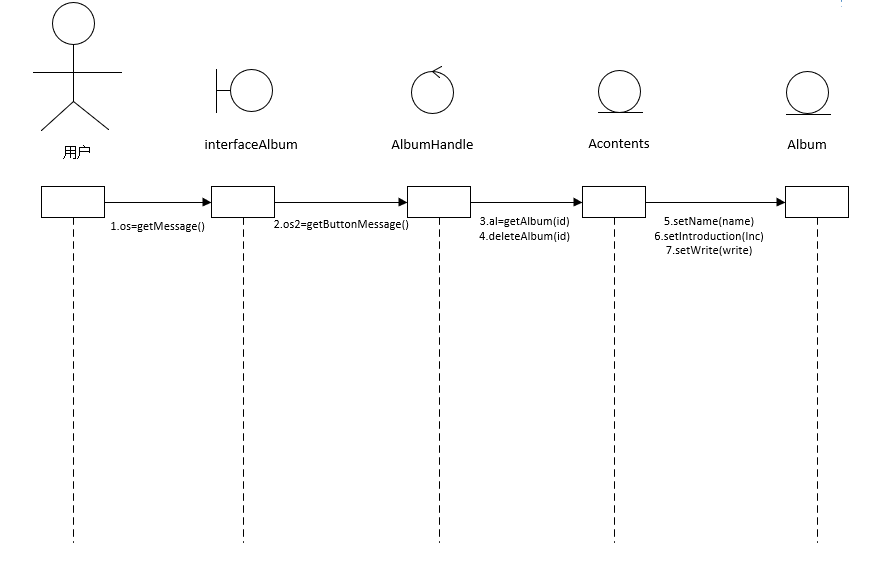 用户
interfaceAlbum
AlbumHandle
Acontents
Album
1.os=getMessage()
2.os2=getButtonMessage()
3.al=getAlbum(id)
4.deleteAlbum(id)
5.setName(name)
6.setIntroduction(Inc)
7.setWrite(write)